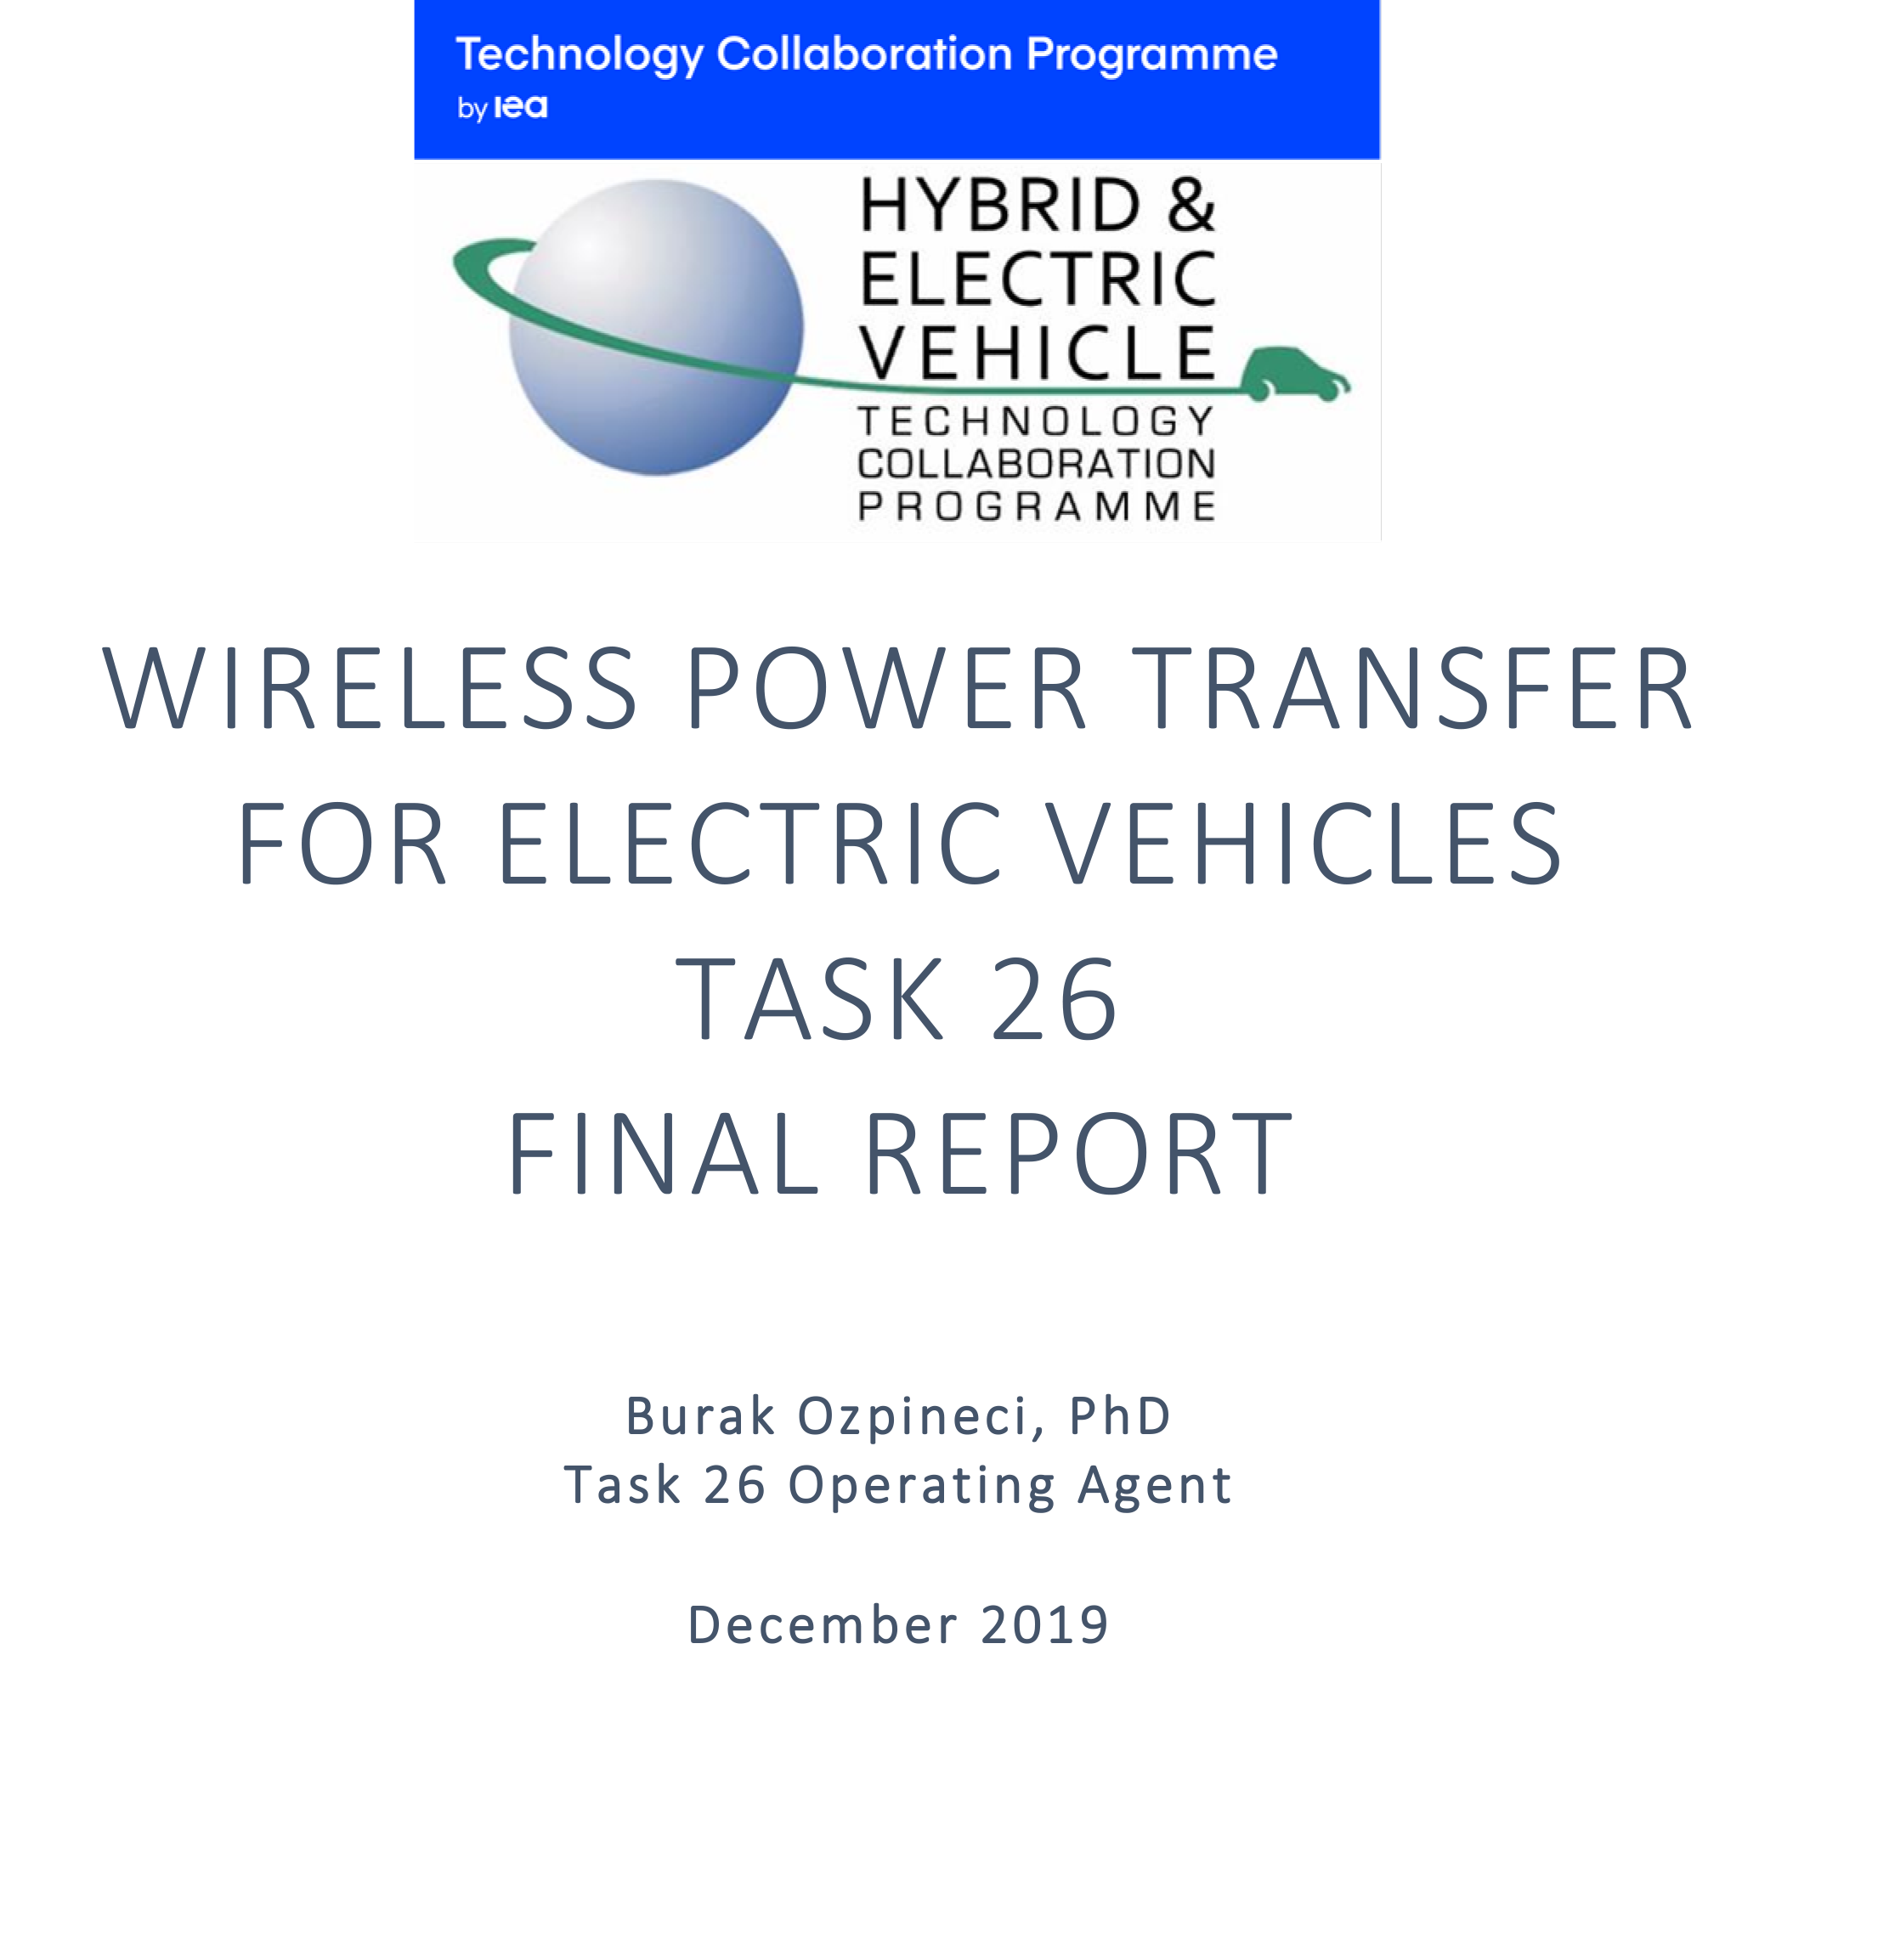 Technology Collaboration Programme
by iea
HYBRID &
ELECTRIC
VEHICLE
TECHNOLOGY
COLLABORATION
PROGRAMME
WIRELESS POWER TRANSFER
FOR ELECTRIC VEHICLES
TASK 26
FINAL REPORT
Burak Ozpineci, PhD
Task 26 Operating Agent
December 2019